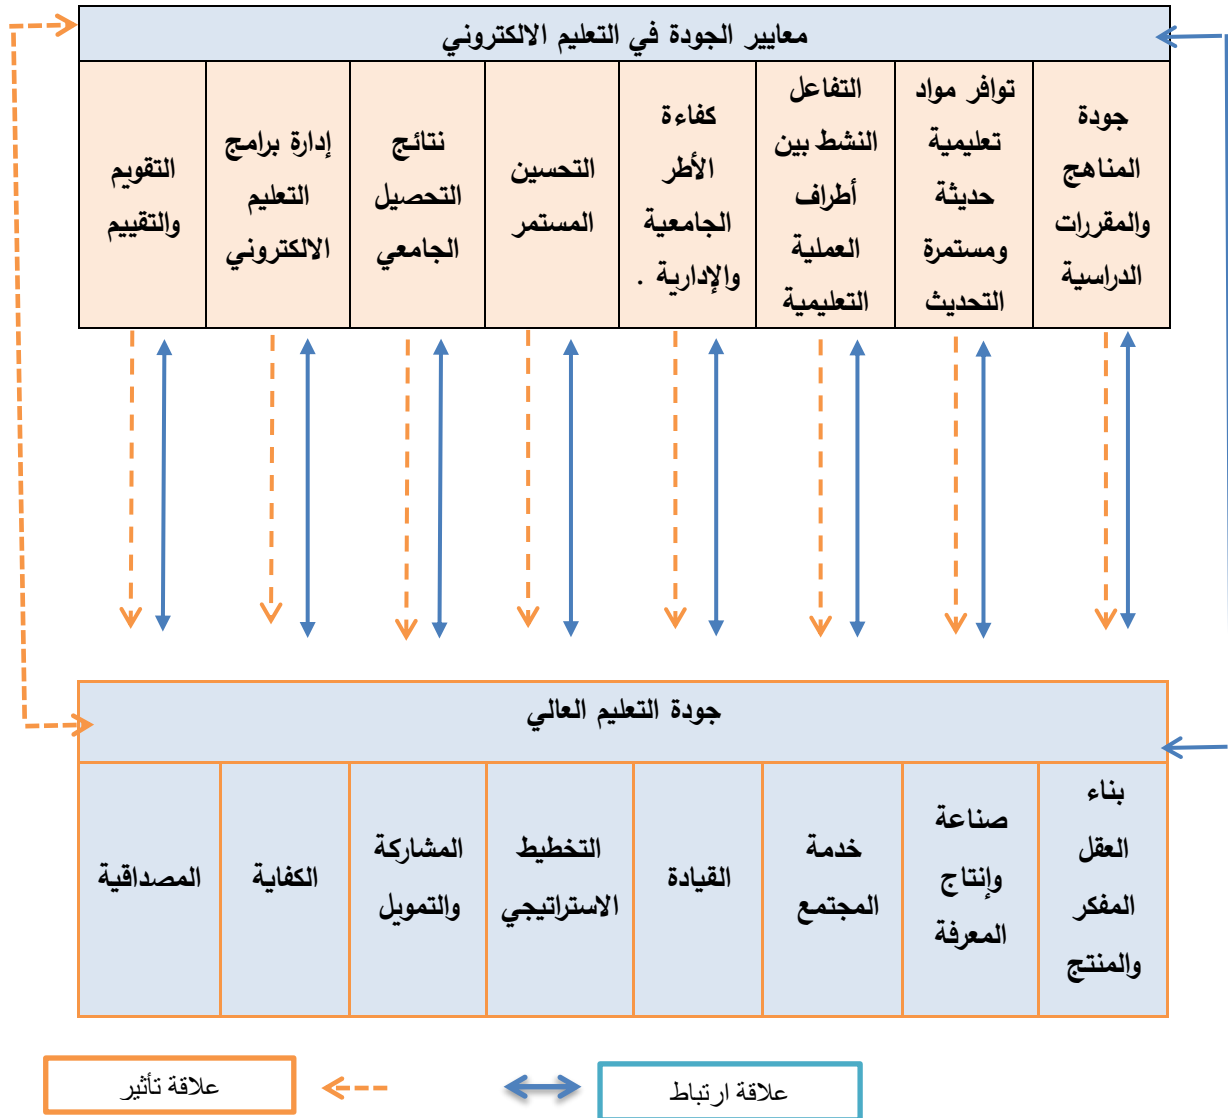 معايير الجودة في التعليم الالكتروني
جودة
المناهج
والمقررات
الدراسية
توافر مواد
تعليمية
حديثة
ومستمرة
التحديث
التفاعل
النشط بين
أطراف
العملية
التعليمية
كفاءة
الأطر
الجامعية
والإدارية .
التحسين
المستمر
نتائج
التحصيل
الجامعي
إدارة برامج
التعليم
الالكتروني
التقويم
والتقييم
جودة التعليم العالي
بناء
العقل
المفكر
والمنتج
صناعة
وإنتاج
المعرفة
خدمة
المجتمع
القيادة
التخطيط
الاستراتيجي
المشاركة
والتمويل
الكفاية
المصداقية
علاقة ارتباط
علاقة تأثير